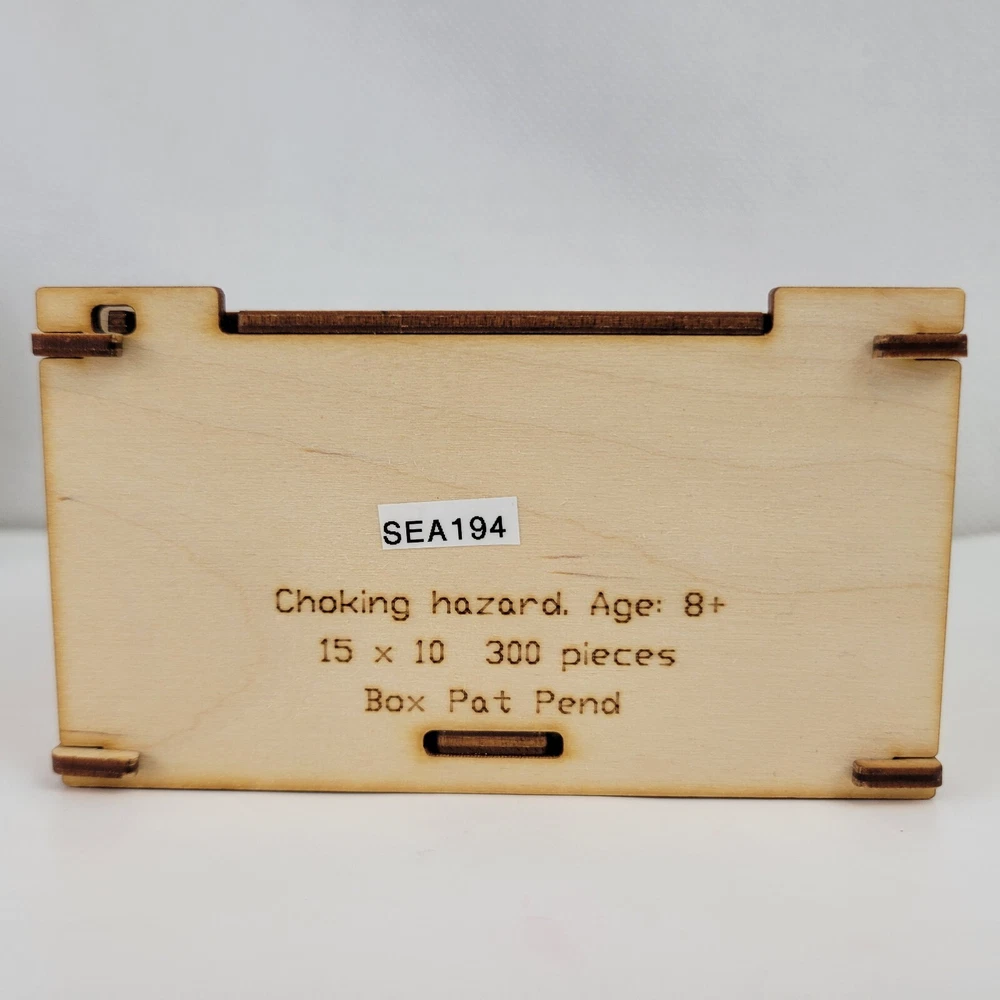 SEA194
Choking hazard. Age: 8+
15 x 10  300 pieces
Box Pat Pend